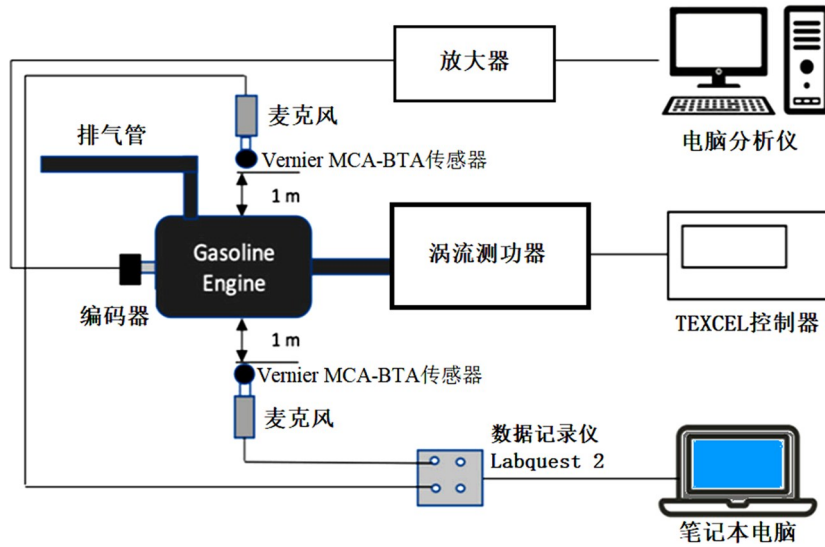 放大器
电脑分析仪
麦克风
排气管
Vernier MCA-BTA传感器
1 m
Gasoline
Engine
涡流测功器
编码器
TEXCEL控制器
1 m
Vernier MCA-BTA传感器
麦克风
数据记录仪
Labquest 2
笔记本电脑